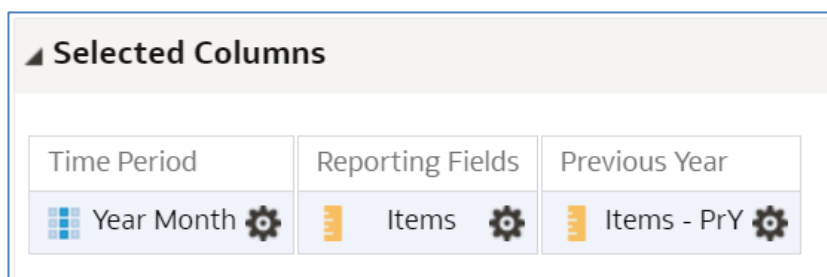 Selected Columns
Time Period Reporting Fields Previous Year
Year Month Items Items - PrY